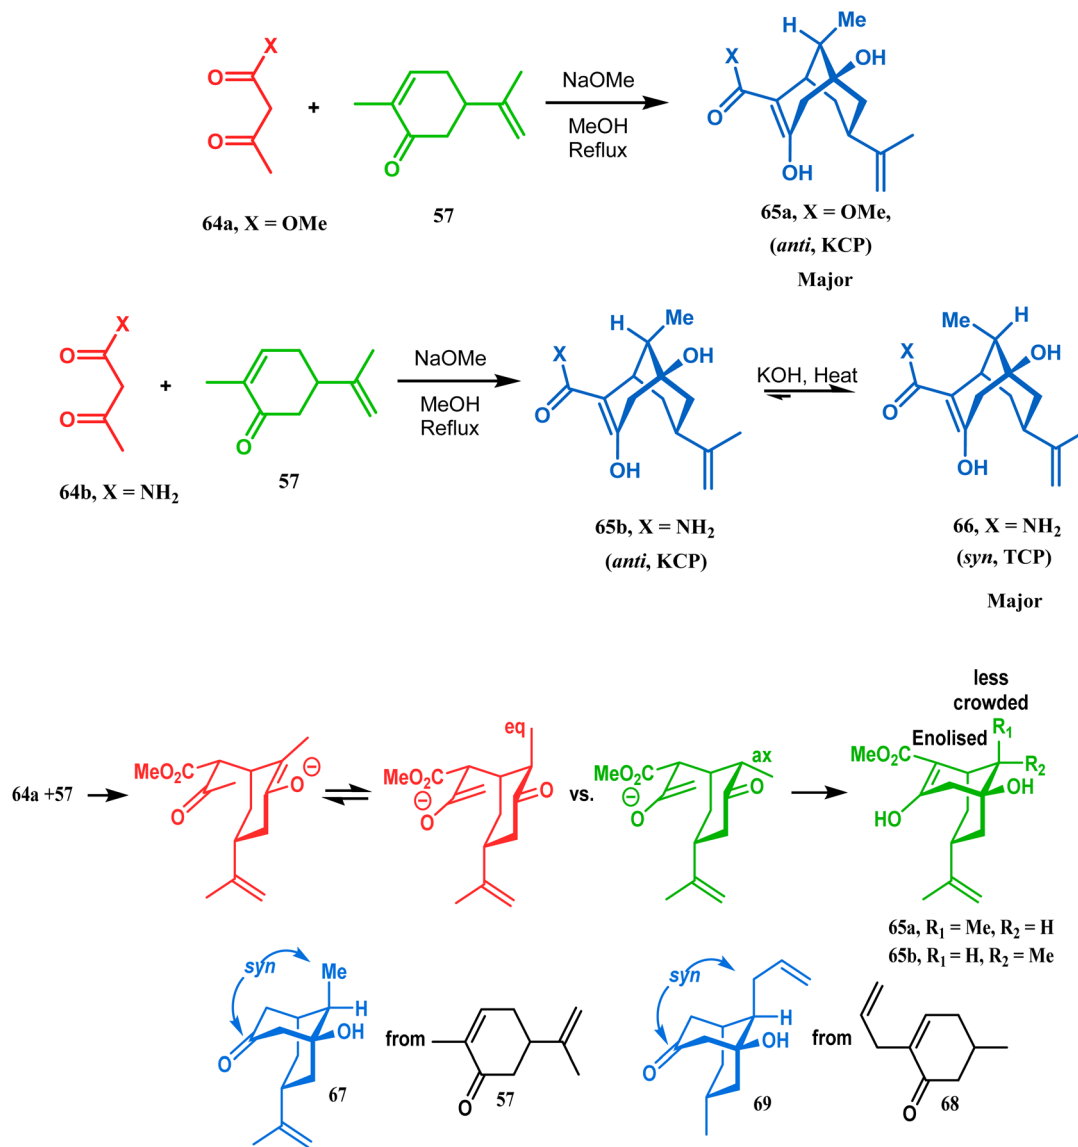 X
O
O
64a, X = OMe
+
O
57
NaOMe
MeOH
Reflux
H
Me
OH
X
O
OH
65a, X = OMe,
(anti, KCP)
Major
X
O
O
64b, X = NH₂
+
O
57
NaOMe
MeOH
Reflux
H
Me
OH
X
O
OH
65b, X = NH₂
(anti, KCP)
KOH, Heat
Me
H
OH
X
O
OH
66, X = NH₂
(syn, TCP)
Major
64a +57
MeO₂C
O
O⊖
eq
MeO₂C
⊖
O
O
vs.
ax
MeO₂C
⊖
O
O
less
crowded
Enolised
R₁
MeO₂C
R₂
OH
HO
65a, R₁ = Me, R₂ = H
65b, R₁ = H, R₂ = Me
syn
Me
H
OH
O
67
from
O
57
syn
H
OH
O
69
from
O
68